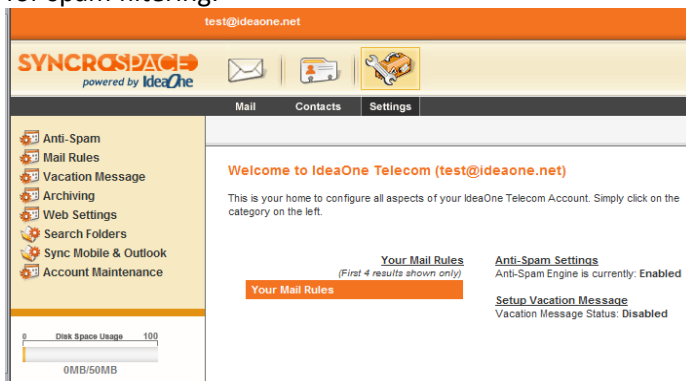 for spam filtering.
test@ideaone.net
SYNCROSPACE
powered by IdeaOne
Mail Contacts Settings
Anti-Spam
Mail Rules
Vacation Message
Archiving
Web Settings
Search Folders
Sync Mobile & Outlook
Account Maintenance
0 Disk Space Usage 100
0MB/50MB
Welcome to IdeaOne Telecom (test@ideaone.net)
This is your home to configure all aspects of your IdeaOne Telecom Account. Simply click on the
category on the left.
Your Mail Rules
(First 4 results shown only)
Your Mail Rules
Anti-Spam Settings
Anti-Spam Engine is currently: Enabled
Setup Vacation Message
Vacation Message Status: Disabled